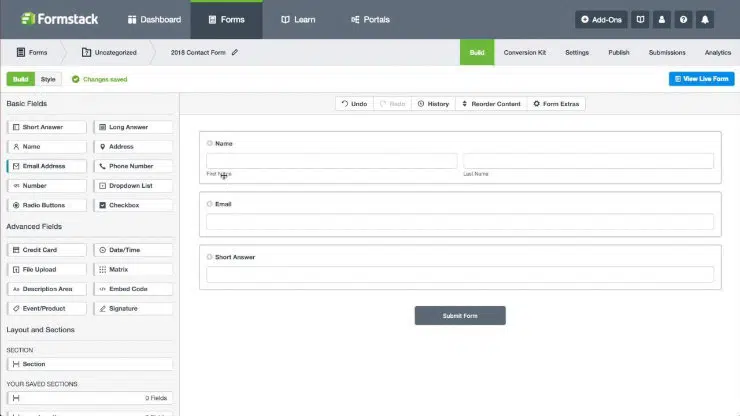 Formstack
Dashboard
Forms
Learn
Portals
Add-Ons
Forms
Uncategorized
2018 Contact Form
Build
Conversion Kit
Settings
Publish
Submissions
Analytics
Build
Style
Changes saved
View Live Form
Basic Fields
Undo
Redo
History
Reorder Content
Form Extras
Short Answer
Long Answer
Name
Address
Email Address
Phone Number
Number
Dropdown List
Radio Buttons
Checkbox
Advanced Fields
Credit Card
Date/Time
File Upload
Matrix
Description Area
Embed Code
Event/Product
Signature
Layout and Sections
SECTION
Section
YOUR SAVED SECTIONS
0 Fields
Name
First Name
Last Name
Email
Short Answer
Submit Form